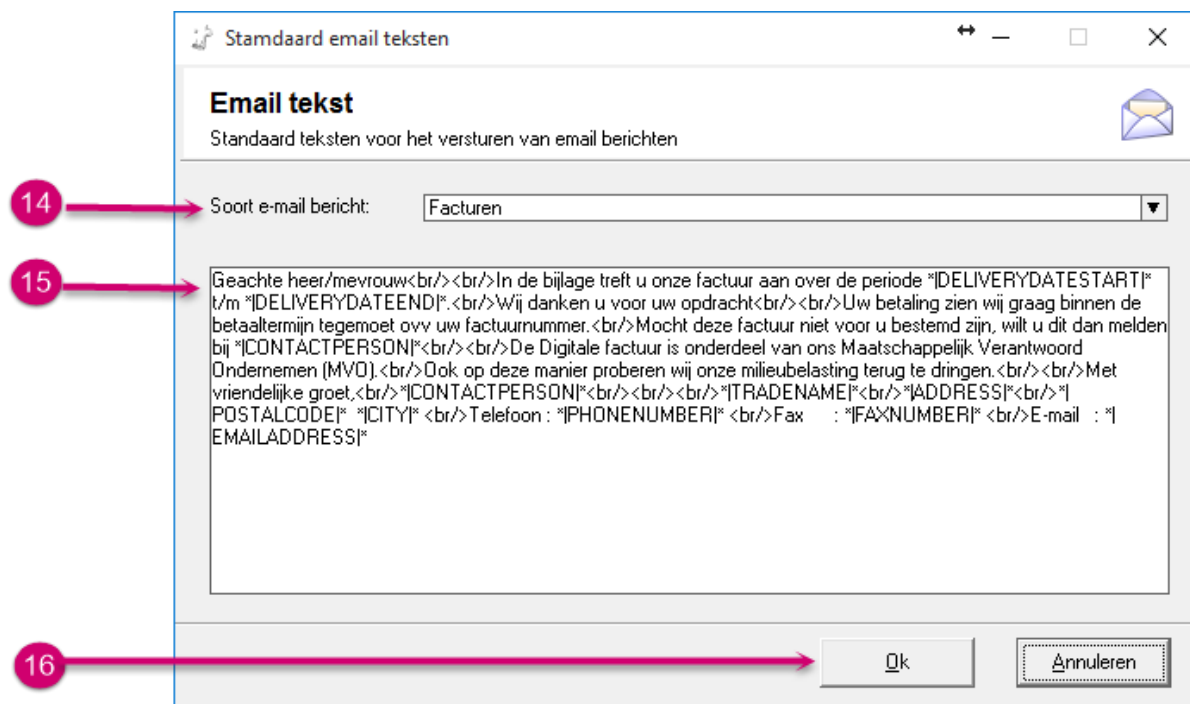 Stamdaard email teksten
Email tekst
Standaard teksten voor het versturen van email berichten
14
Soort e-mail bericht:
Facturen
15
Geachte heer/mevrouw<br/><br/>In de bijlage treft u onze factuur aan over de periode *|DELIVERYDATESTART|*
t/m *|DELIVERYDATEEND|*.<br/>Wij danken u voor uw opdracht<br/><br/>Uw betaling zien wij graag binnen de
betaaltermijn tegemoet ovv uw factuurnummer.<br/>Mocht deze factuur niet voor u bestemd zijn, wilt u dit dan melden
bij *|CONTACTPERSON|*<br/><br/>De Digitale factuur is onderdeel van ons Maatschappelijk Verantwoord
Ondernemen (MVO).<br/>Ook op deze manier proberen wij onze milieubelasting terug te dringen.<br/><br/>Met
vriendelijke groet,<br/>*|CONTACTPERSON|*<br/><br/><br/>*|TRADENAME|*<br/>*|ADDRESS|*<br/>*|
POSTALCODE|*  *|CITY|* <br/>Telefoon : *|PHONENUMBER|* <br/>Fax     : *|FAXNUMBER|* <br/>E-mail  : *|
EMAILADDRESS|*
16
Ok
Annuleren